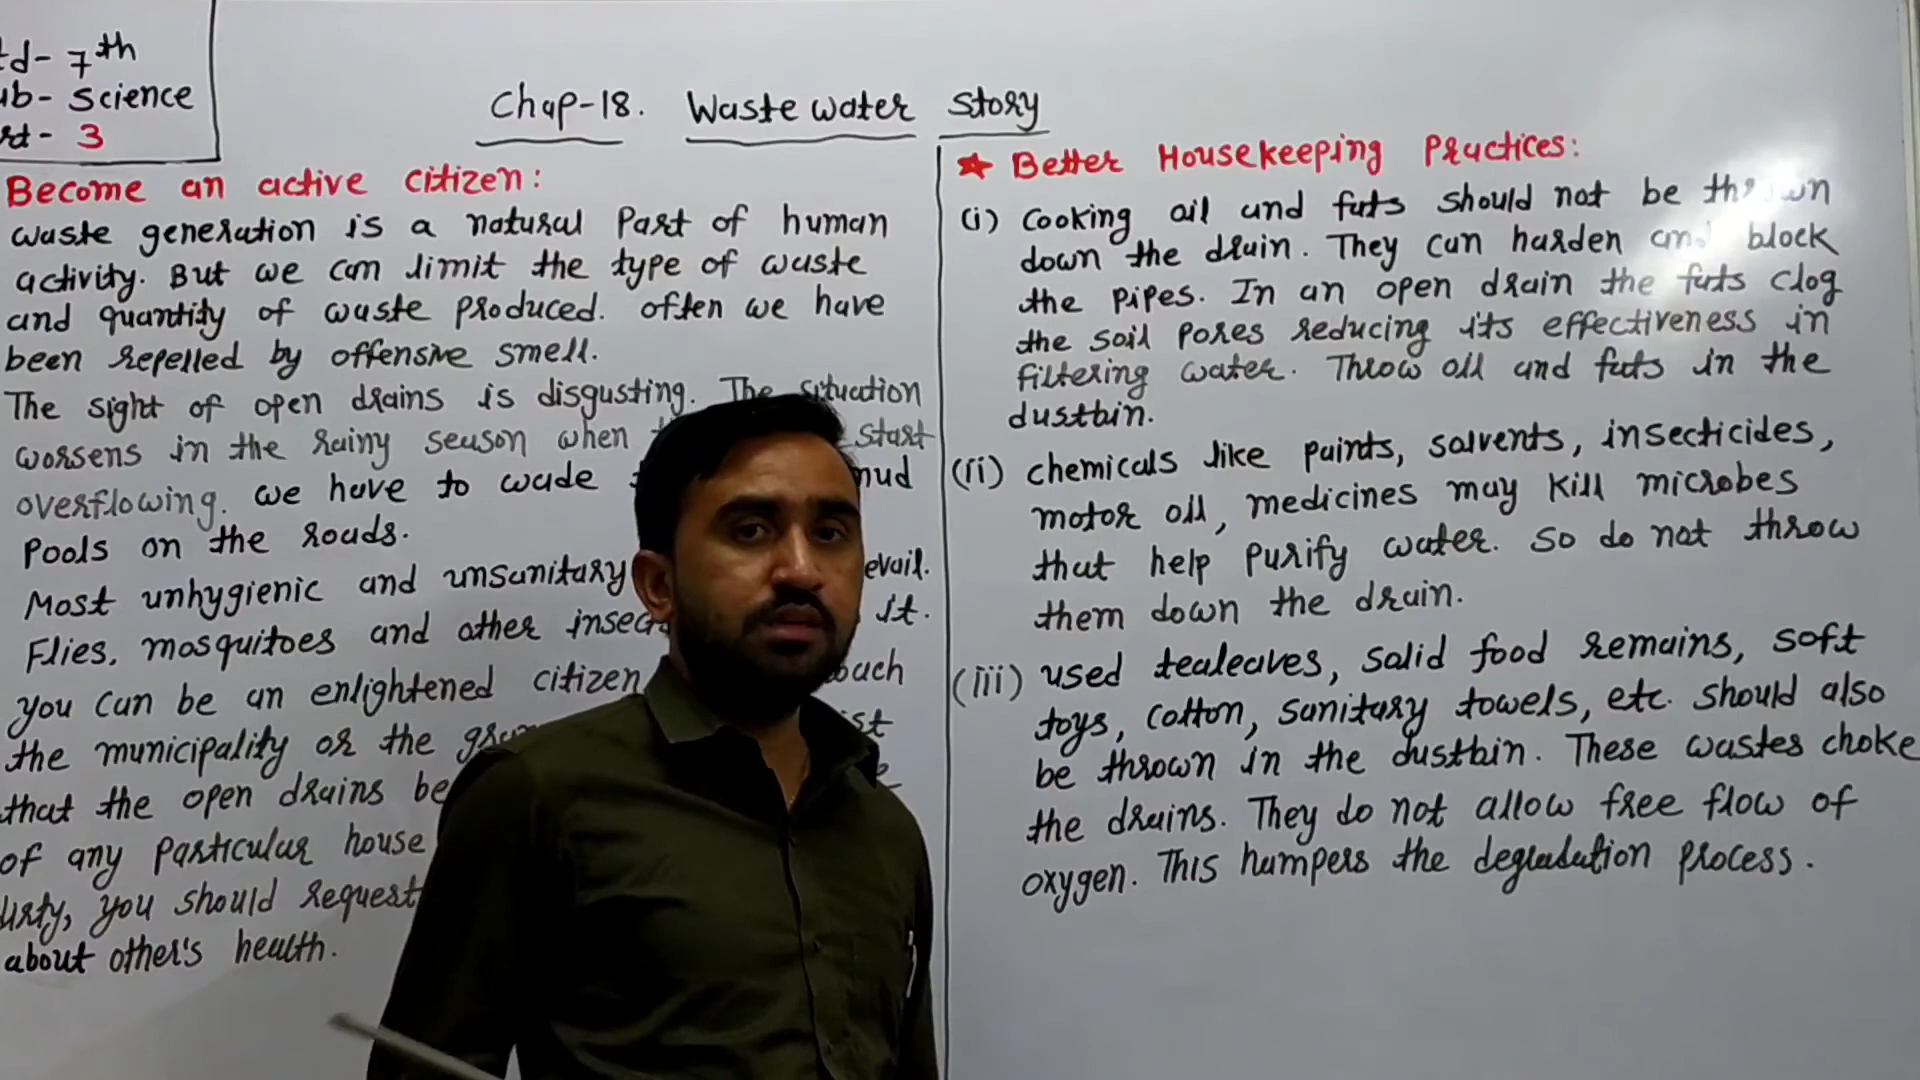 td- 7th
ub- Science
rt- 3
Chap-18. Waste water Story
Become an active citizen:
waste generation is a natural Part of human
activity. But we can limit the type of waste
and quantity of waste produced. often we have
been repelled by offensive smell.
The sight of open drains is disgusting. The situation
worsens in the rainy season when start
overflowing. we have to wade mud
Pools on the roads.
Most unhygienic and unsanitary evail.
Flies, mosquitoes and other insec it.
you can be an enlightened citizen oach
the municipality or the gra ist
that the open drains be
of any Particular house
dirty, you should request
about other's health.
★ Better Housekeeping Practices:
(i) cooking oil and fats should not be thrown
down the drain. They can harden and block
the pipes. In an open drain the fats clog
the soil pores reducing its effectiveness in
filtering water. Throw oil and fats in the
dustbin.
(ii) chemicals like paints, solvents, insecticides,
motor oil, medicines may kill microbes
that help purify water. So do not throw
them down the drain.
(iii) used tealeaves, solid food remains, soft
toys, cotton, sanitary towels, etc. should also
be thrown in the dustbin. These wastes choke
the drains. They do not allow free flow of
oxygen. This hampers the degradation process.